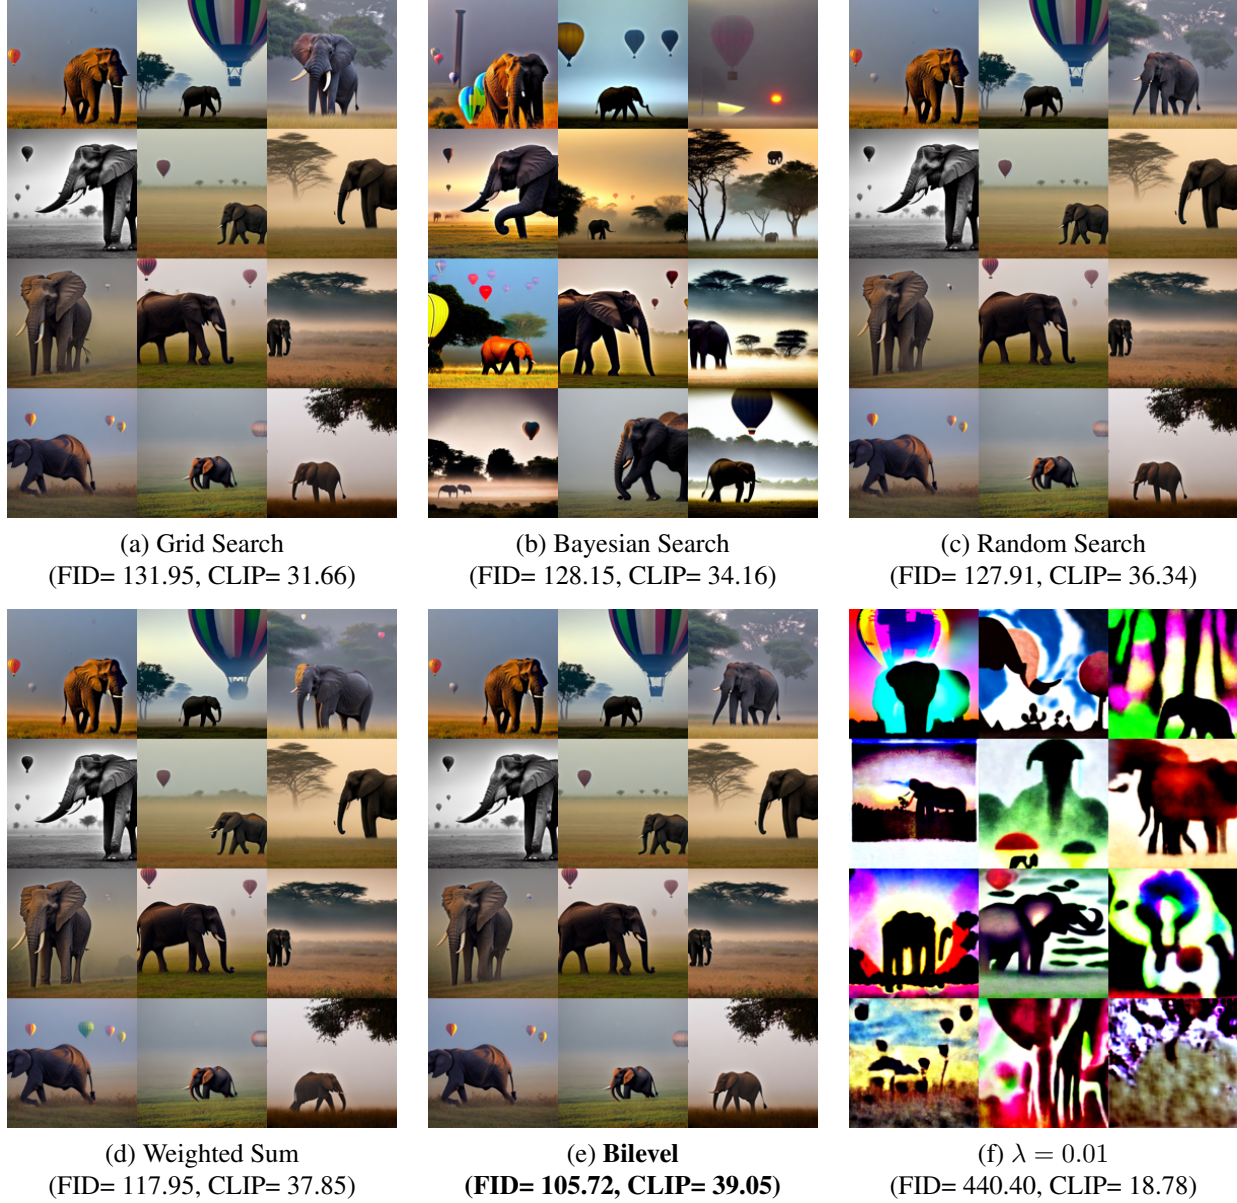 (a) Grid Search
(FID= 131.95, CLIP= 31.66)
(b) Bayesian Search
(FID= 128.15, CLIP= 34.16)
(c) Random Search
(FID= 127.91, CLIP= 36.34)
(d) Weighted Sum
(FID= 117.95, CLIP= 37.85)
(e) Bilevel
(FID= 105.72, CLIP= 39.05)
(f) λ = 0.01
(FID= 440.40, CLIP= 18.78)